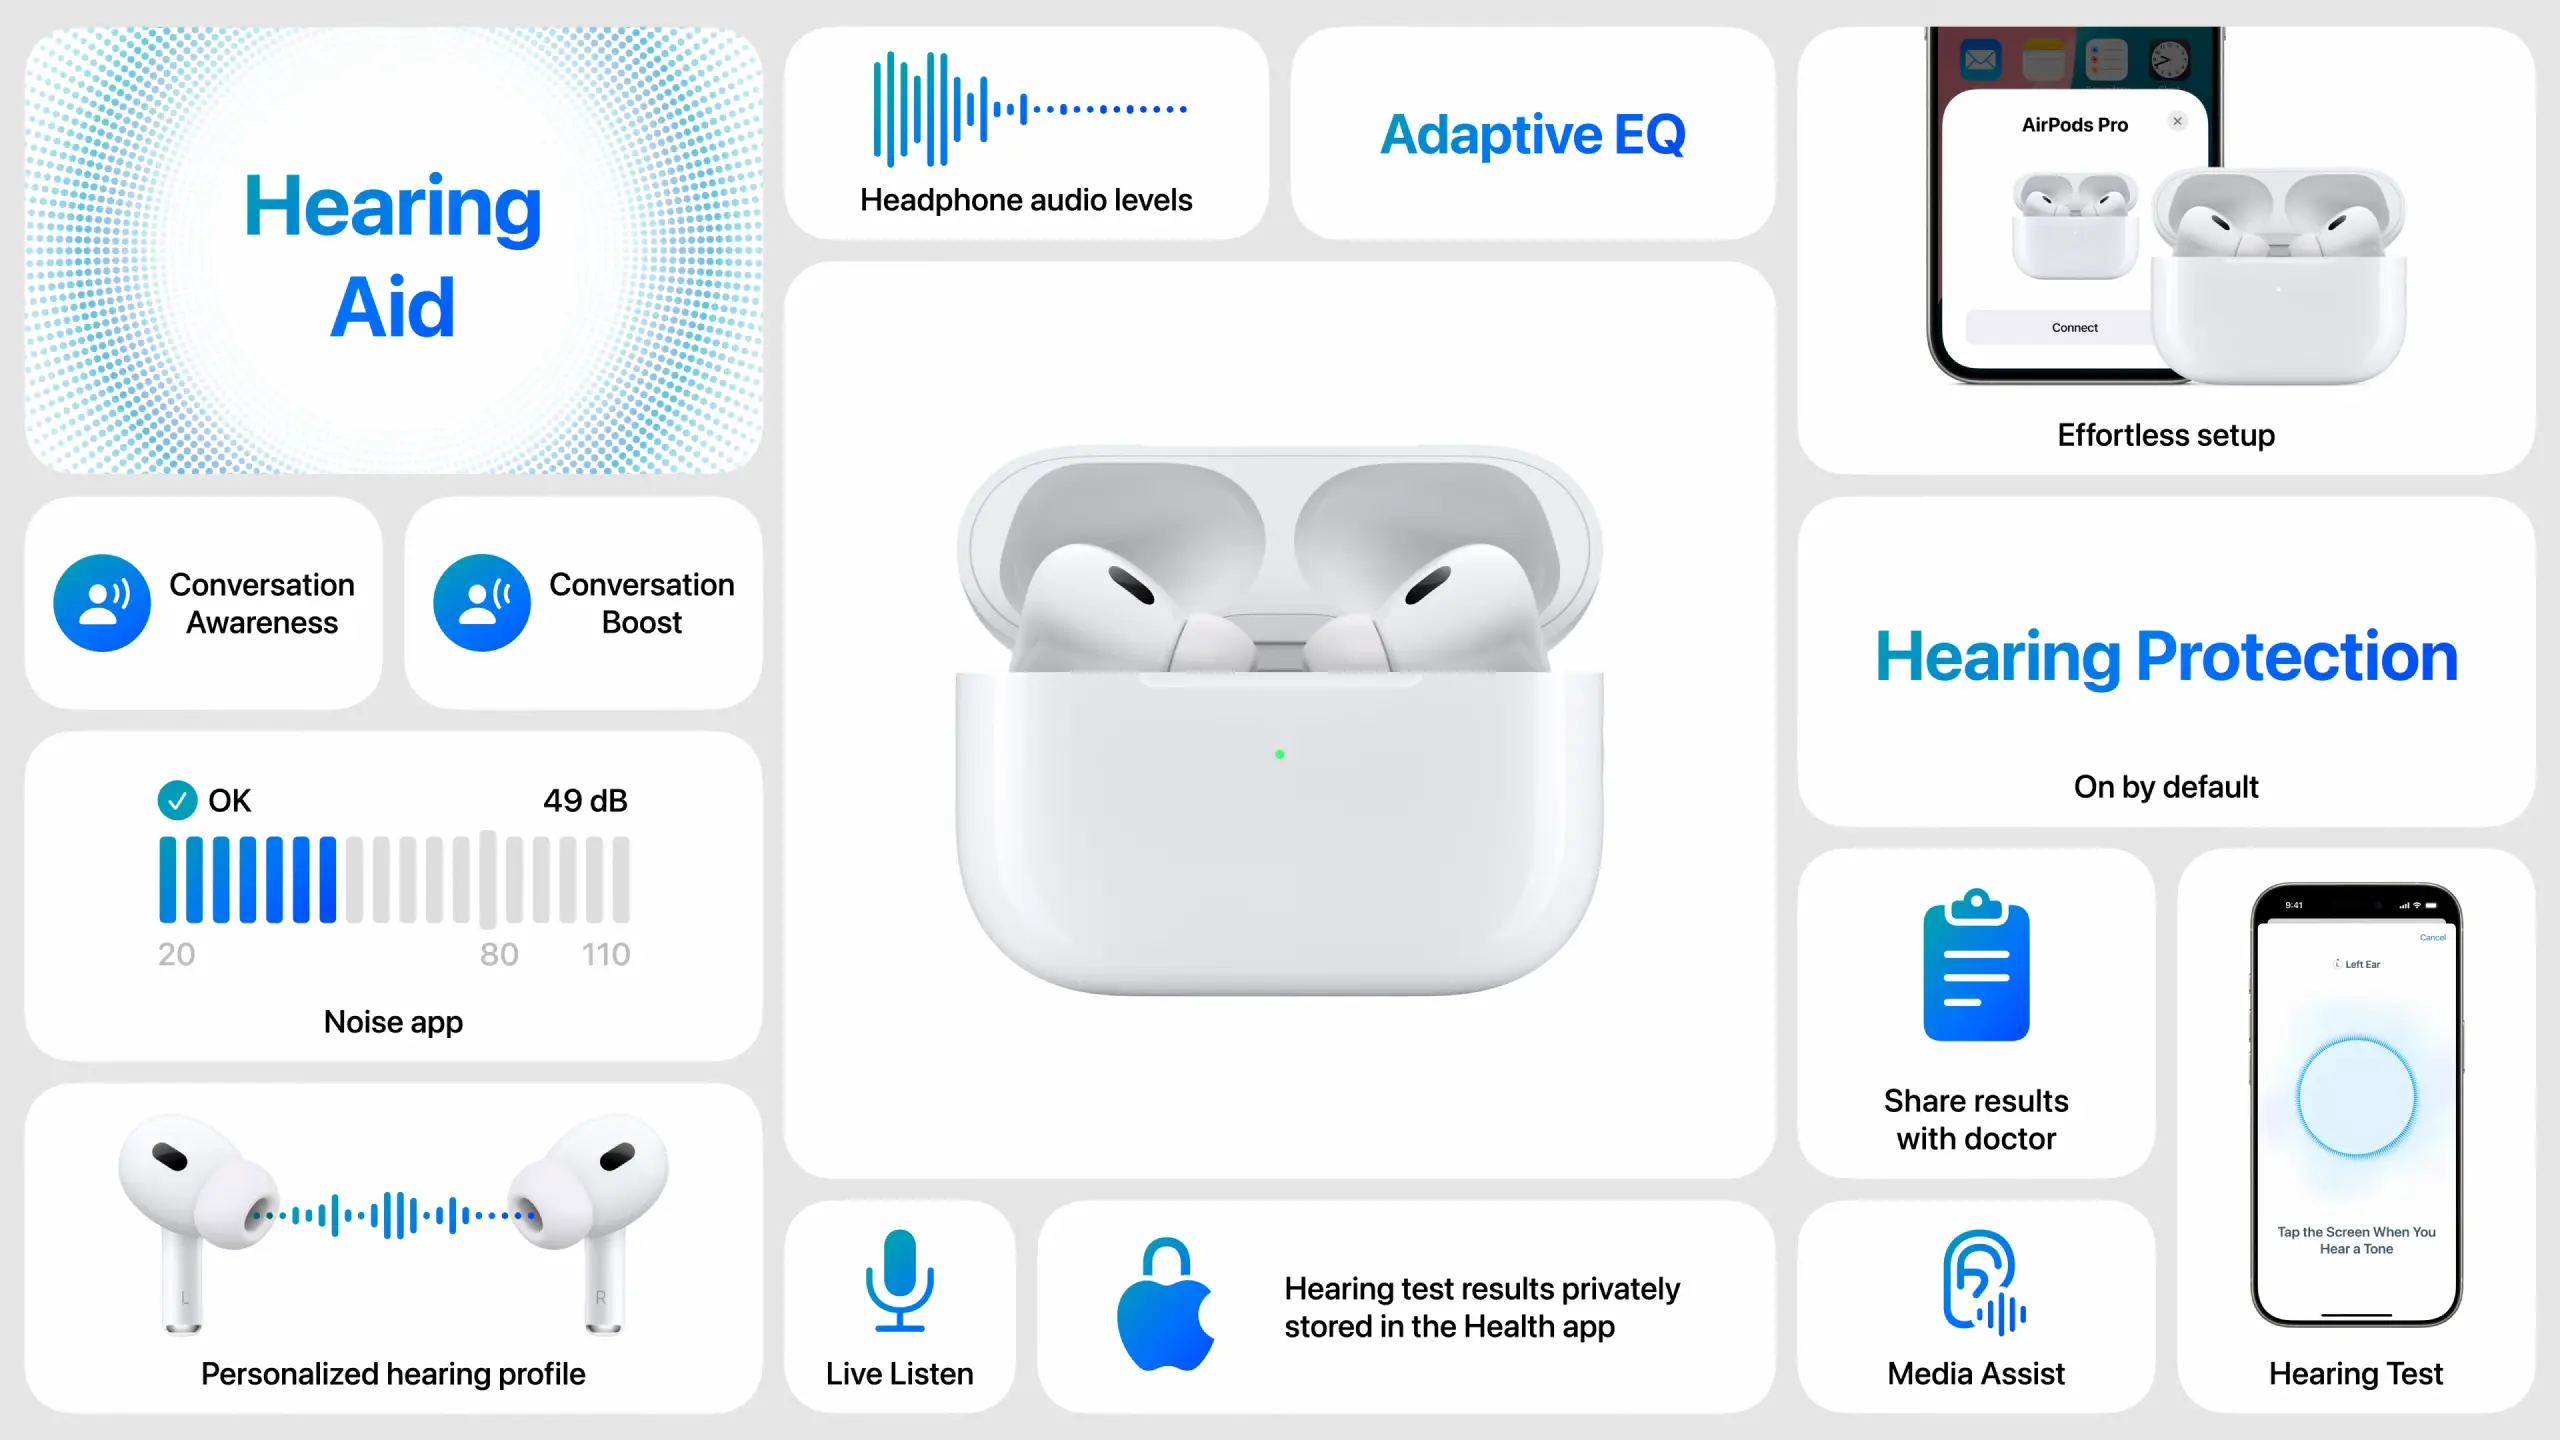 Hearing
Aid
Headphone audio levels
Adaptive EQ
AirPods Pro
Connect
Effortless setup
Conversation
Awareness
Conversation
Boost
Hearing Protection
On by default
OK
49 dB
20
80
110
Noise app
Share results
with doctor
9:41
Cancel
Left Ear
Tap the Screen When You
Hear a Tone
Hearing Test
L
R
Personalized hearing profile
Live Listen
Hearing test results privately
stored in the Health app
Media Assist